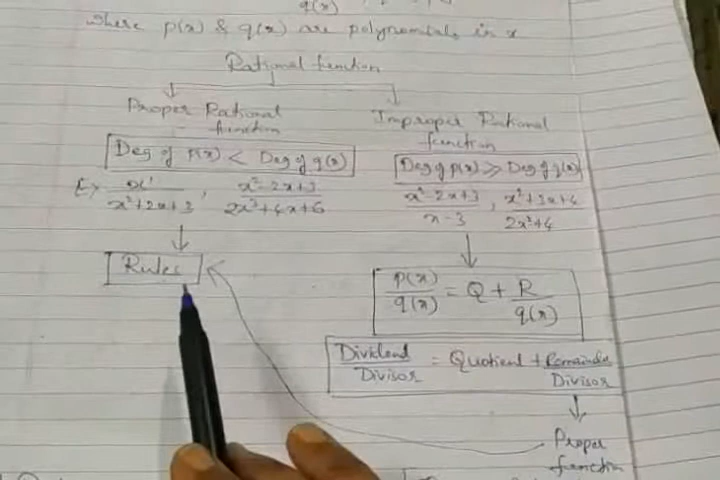 q(x)
where p(x) & q(x) are polynomials in x
Rational function
Proper Rational
function
Deg of p(x) < Deg of q(x)
Ex x¹/x²+2x+3 , x²-2x+3/2x³+4x+6
Rules
Improper Rational
function
Deg of p(x) ≥ Deg of q(x)
x²-2x+3/x-3 , x²+3x+4/2x²+4
p(x)/q(x) = Q + R/q(x)
Dividend/Divisor = Quotient + Remainder/Divisor
Proper
function